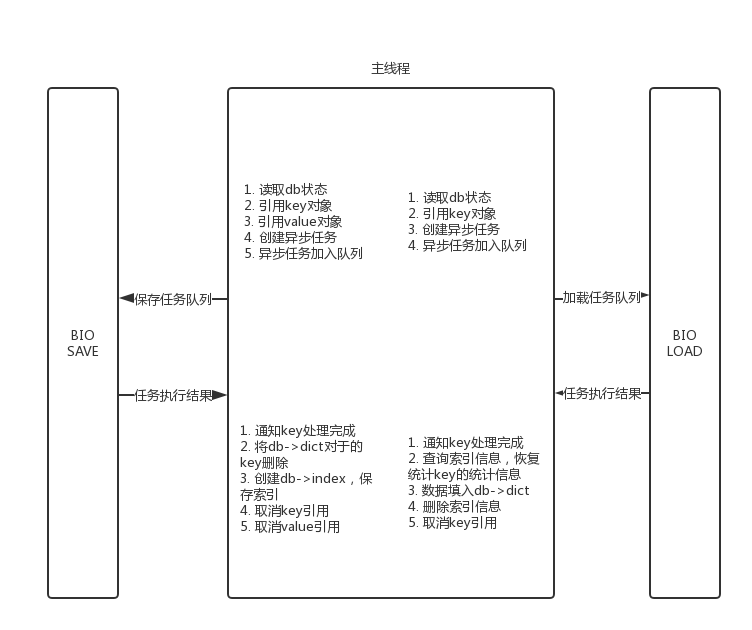 主线程
1. 读取db状态
2. 引用key对象
3. 引用value对象
4. 创建异步任务
5. 异步任务加入队列
1. 读取db状态
2. 引用key对象
3. 创建异步任务
4. 异步任务加入队列
保存任务队列
加载任务队列
BIO
SAVE
BIO
LOAD
任务执行结果
任务执行结果
1. 通知key处理完成
2. 将db->dict对于的
key删除
3. 创建db->index，保
存索引
4. 取消key引用
5. 取消value引用
1. 通知key处理完成
2. 查询索引信息，恢复
统计key的统计信息
3. 数据填入db->dict
4. 删除索引信息
5. 取消key引用